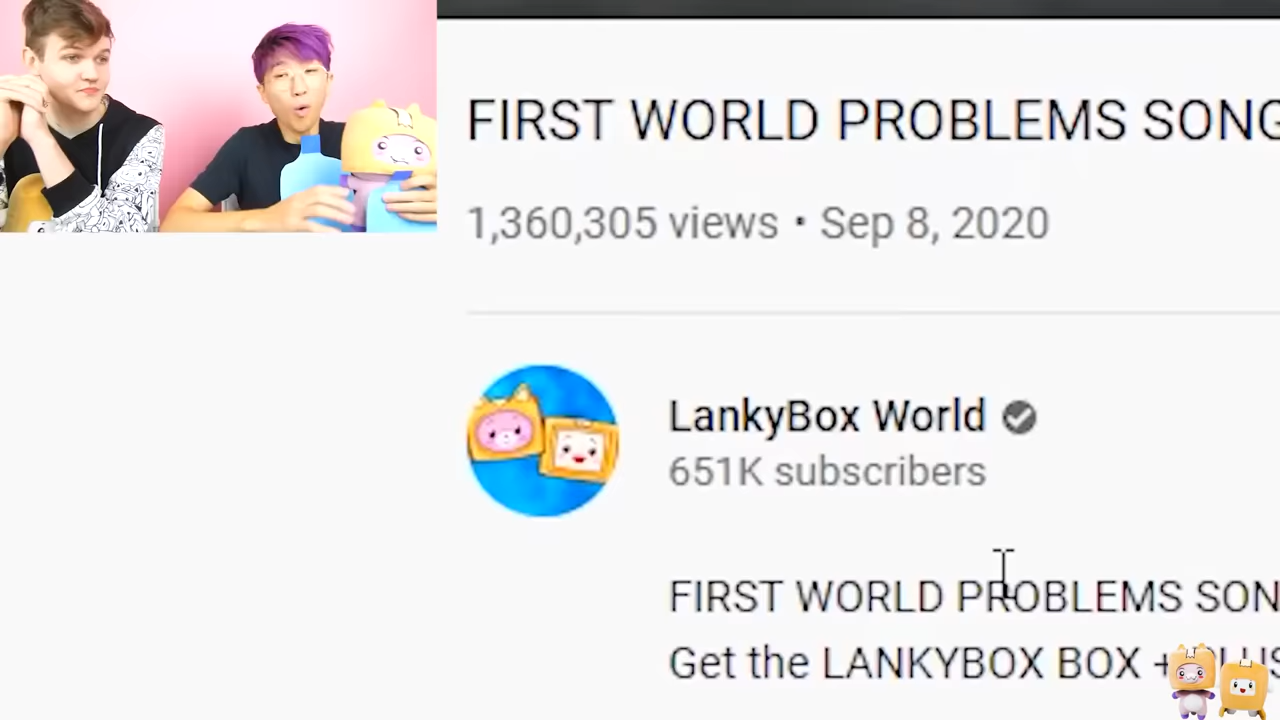 FIRST WORLD PROBLEMS SONG
1,360,305 views • Sep 8, 2020
LankyBox World
651K subscribers
FIRST WORLD PROBLEMS SON
Get the LANKYBOX BOX +